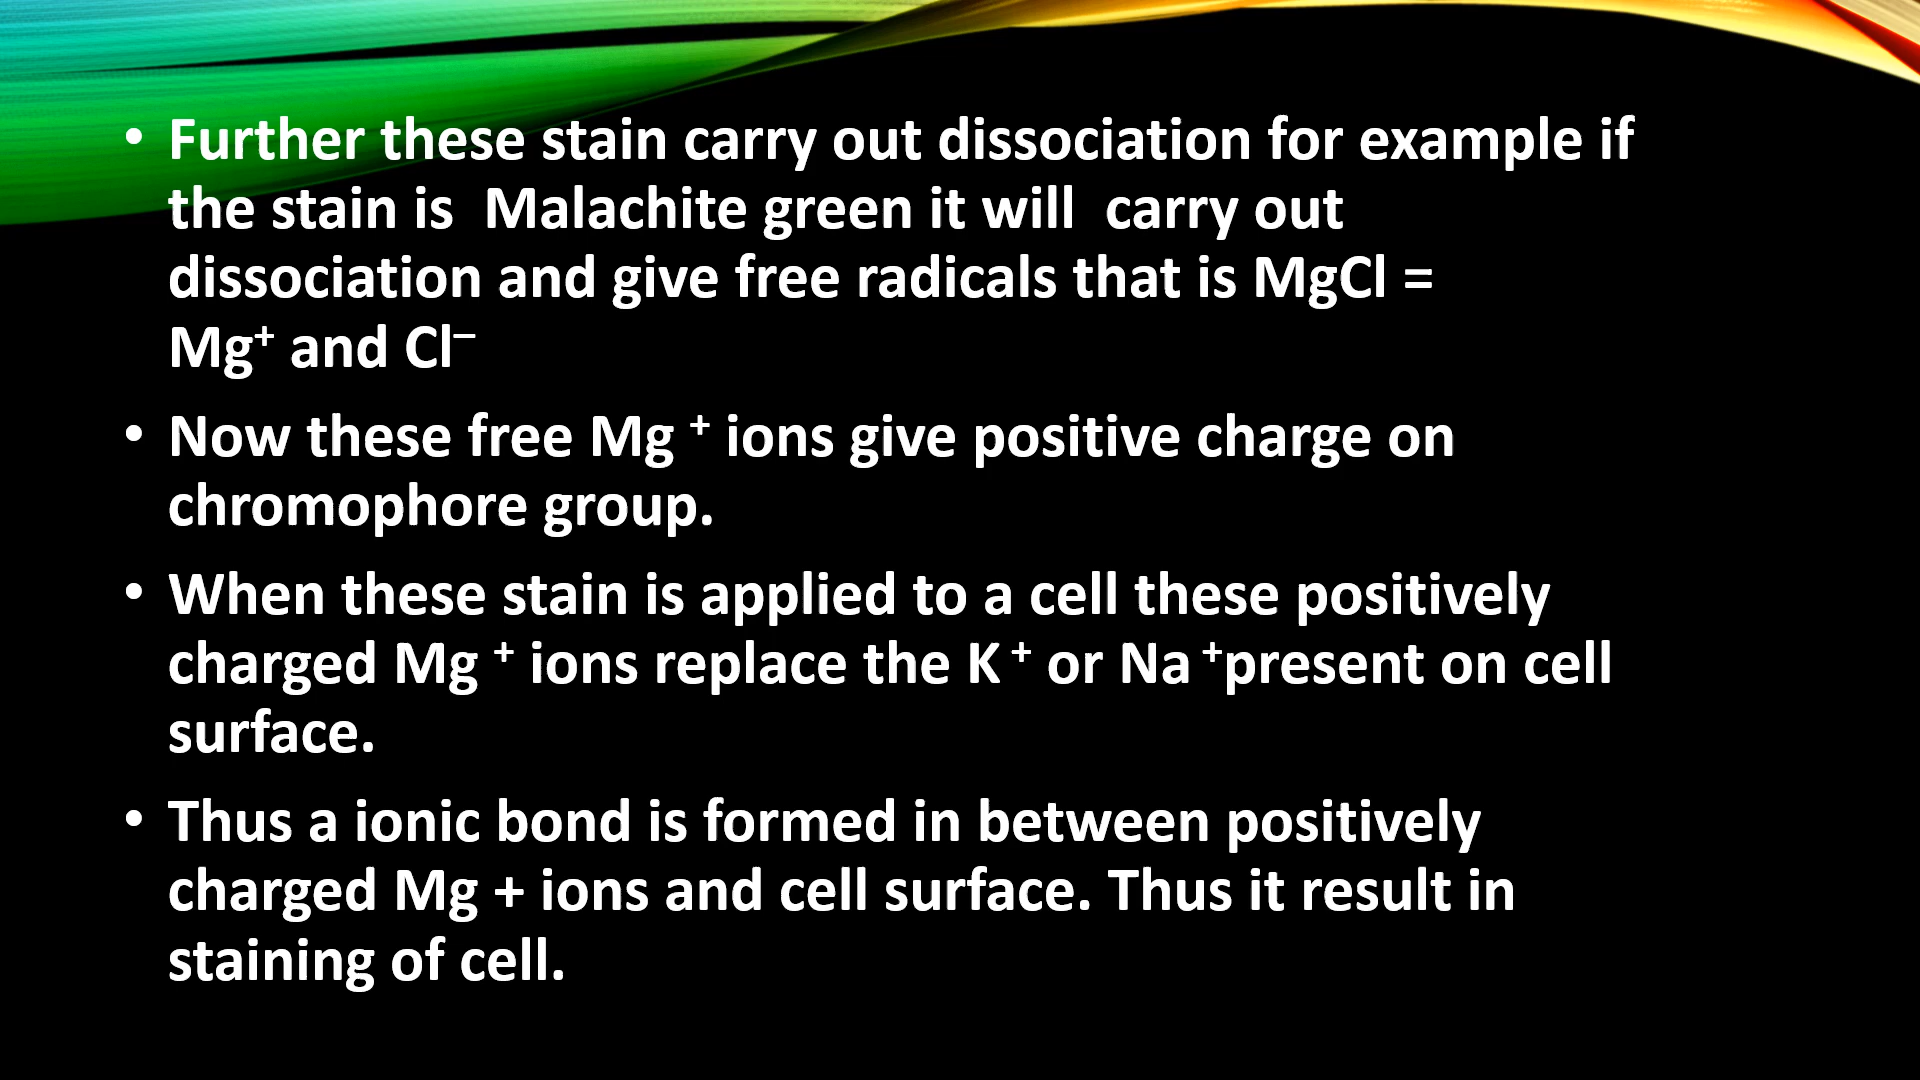 • Further these stain carry out dissociation for example if
the stain is  Malachite green it will  carry out
dissociation and give free radicals that is MgCl =
Mg⁺ and Cl⁻
• Now these free Mg ⁺ ions give positive charge on
chromophore group.
• When these stain is applied to a cell these positively
charged Mg ⁺ ions replace the K ⁺ or Na ⁺present on cell
surface.
• Thus a ionic bond is formed in between positively
charged Mg + ions and cell surface. Thus it result in
staining of cell.